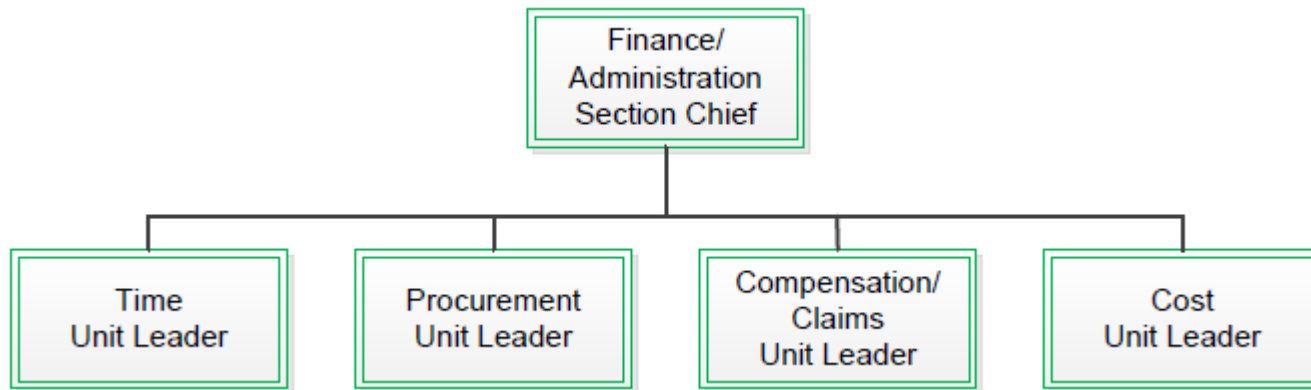 Finance/
Administration
Section Chief
Time
Unit Leader
Procurement
Unit Leader
Compensation/
Claims
Unit Leader
Cost
Unit Leader